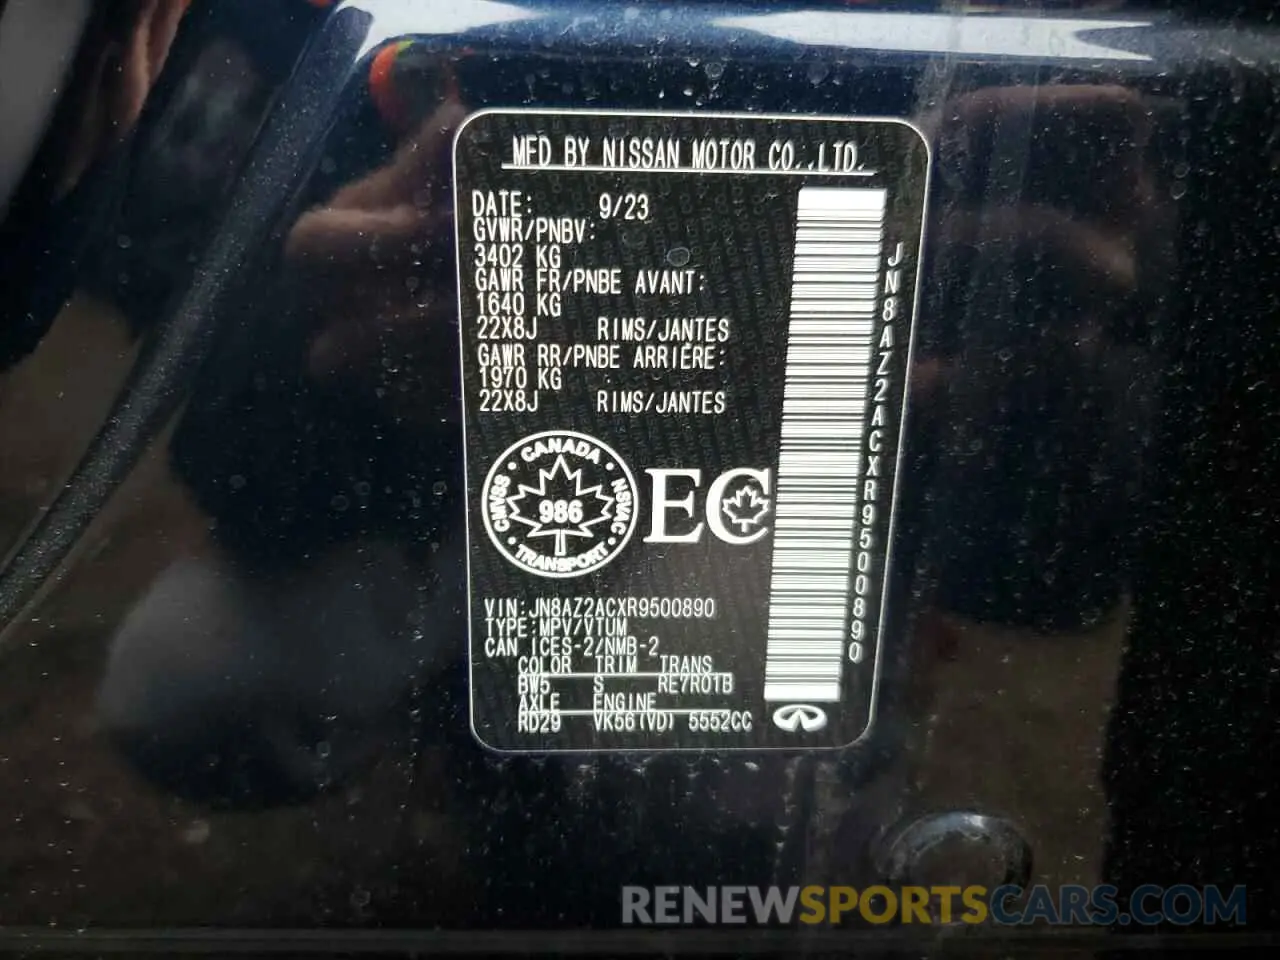 MFD BY NISSAN MOTOR CO.,LTD.
DATE: 9/23
GVWR/PNBV:
3402 KG
GAWR FR/PNBE AVANT:
1640 KG
22X8J RIMS/JANTES
GAWR RR/PNBE ARRIÈRE:
1970 KG
22X8J RIMS/JANTES
JN8AZ2ACXR9500890
CANADA
CMVSS 986 NSVAC
TRANSPORT
EC
VIN:JN8AZ2ACXR9500890
TYPE:MPV/VTUM
CAN ICES-2/NMB-2
COLOR TRIM TRANS
BW5 S RE7R01B
AXLE ENGINE
RD29 VK56(VD) 5552CC
RENEWSPORTSCARS.COM